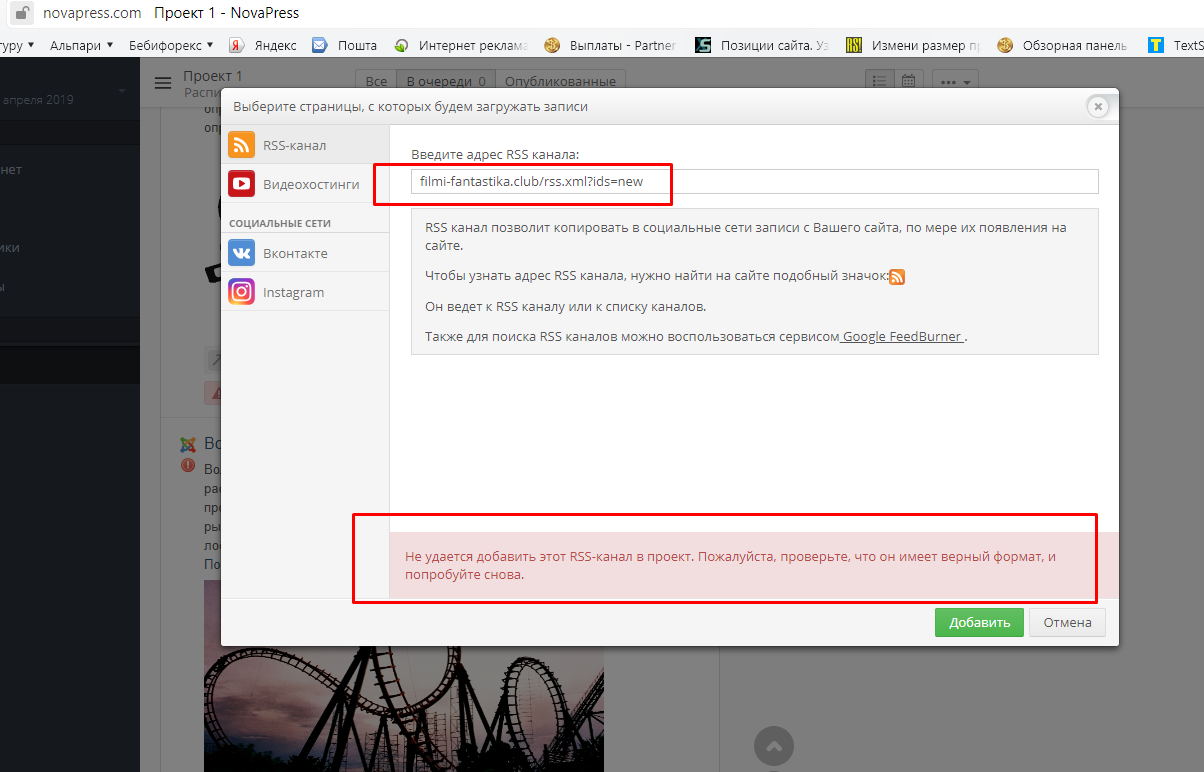 novapress.com Проект 1 - NovaPress
гуру Альпари Бебифорекс Яндекс Почта Интернет реклама Выплаты - Partner Позиции сайта. Уз Измени размер Обзорная панель TextS
Проект 1
Все В очереди 0 Опубликованные
апреля 2019
Распи
Выберите страницы, с которых будем загружать записи
RSS-канал
Видеохостинги
СОЦИАЛЬНЫЕ СЕТИ
Вконтакте
Instagram
Введите адрес RSS канала:
filmi-fantastika.club/rss.xml?ids=new
RSS канал позволит копировать в социальные сети записи с Вашего сайта, по мере их появления на
сайте.
Чтобы узнать адрес RSS канала, нужно найти на сайте подобный значок:
Он ведет к RSS каналу или к списку каналов.
Также для поиска RSS каналов можно воспользоваться сервисом Google FeedBurner .
Не удается добавить этот RSS-канал в проект. Пожалуйста, проверьте, что он имеет верный формат, и
попробуйте снова.
Добавить Отмена
нет
ики
ы
опр
Во
Вол
рас
про
ры
лос
По